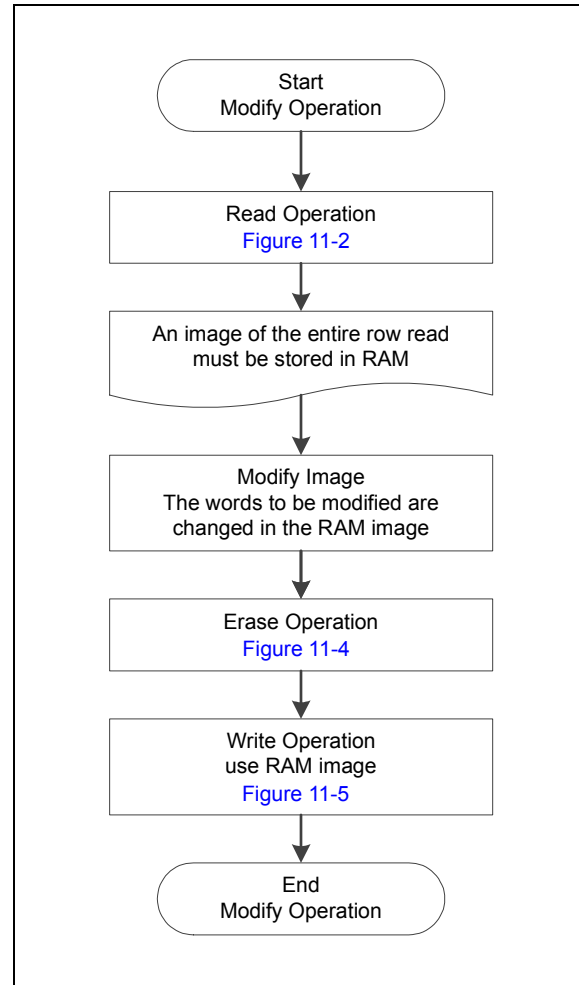 Start
Modify Operation
Read Operation
Figure 11-2
An image of the entire row read
must be stored in RAM
Modify Image
The words to be modified are
changed in the RAM image
Erase Operation
Figure 11-4
Write Operation
use RAM image
Figure 11-5
End
Modify Operation